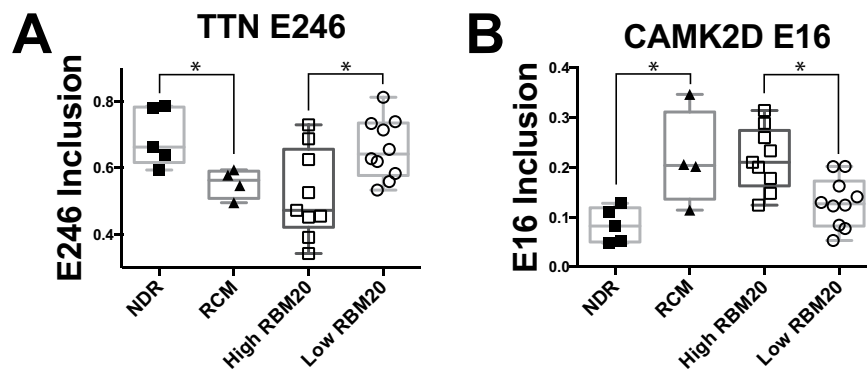 A
TTN E246
*
*
0.8
0.6
0.4
E246 Inclusion
NDR
RCM
High RBM20
Low RBM20
B
CAMK2D E16
*
*
0.4
0.3
0.2
0.1
0.0
E16 Inclusion
NDR
RCM
High RBM20
Low RBM20